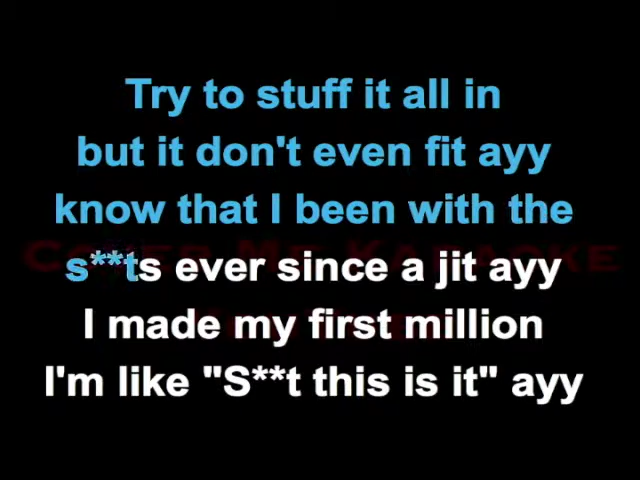 Try to stuff it all in
but it don't even fit ayy
know that I been with the
s**ts ever since a jit ayy
I made my first million
I'm like "S**t this is it" ayy